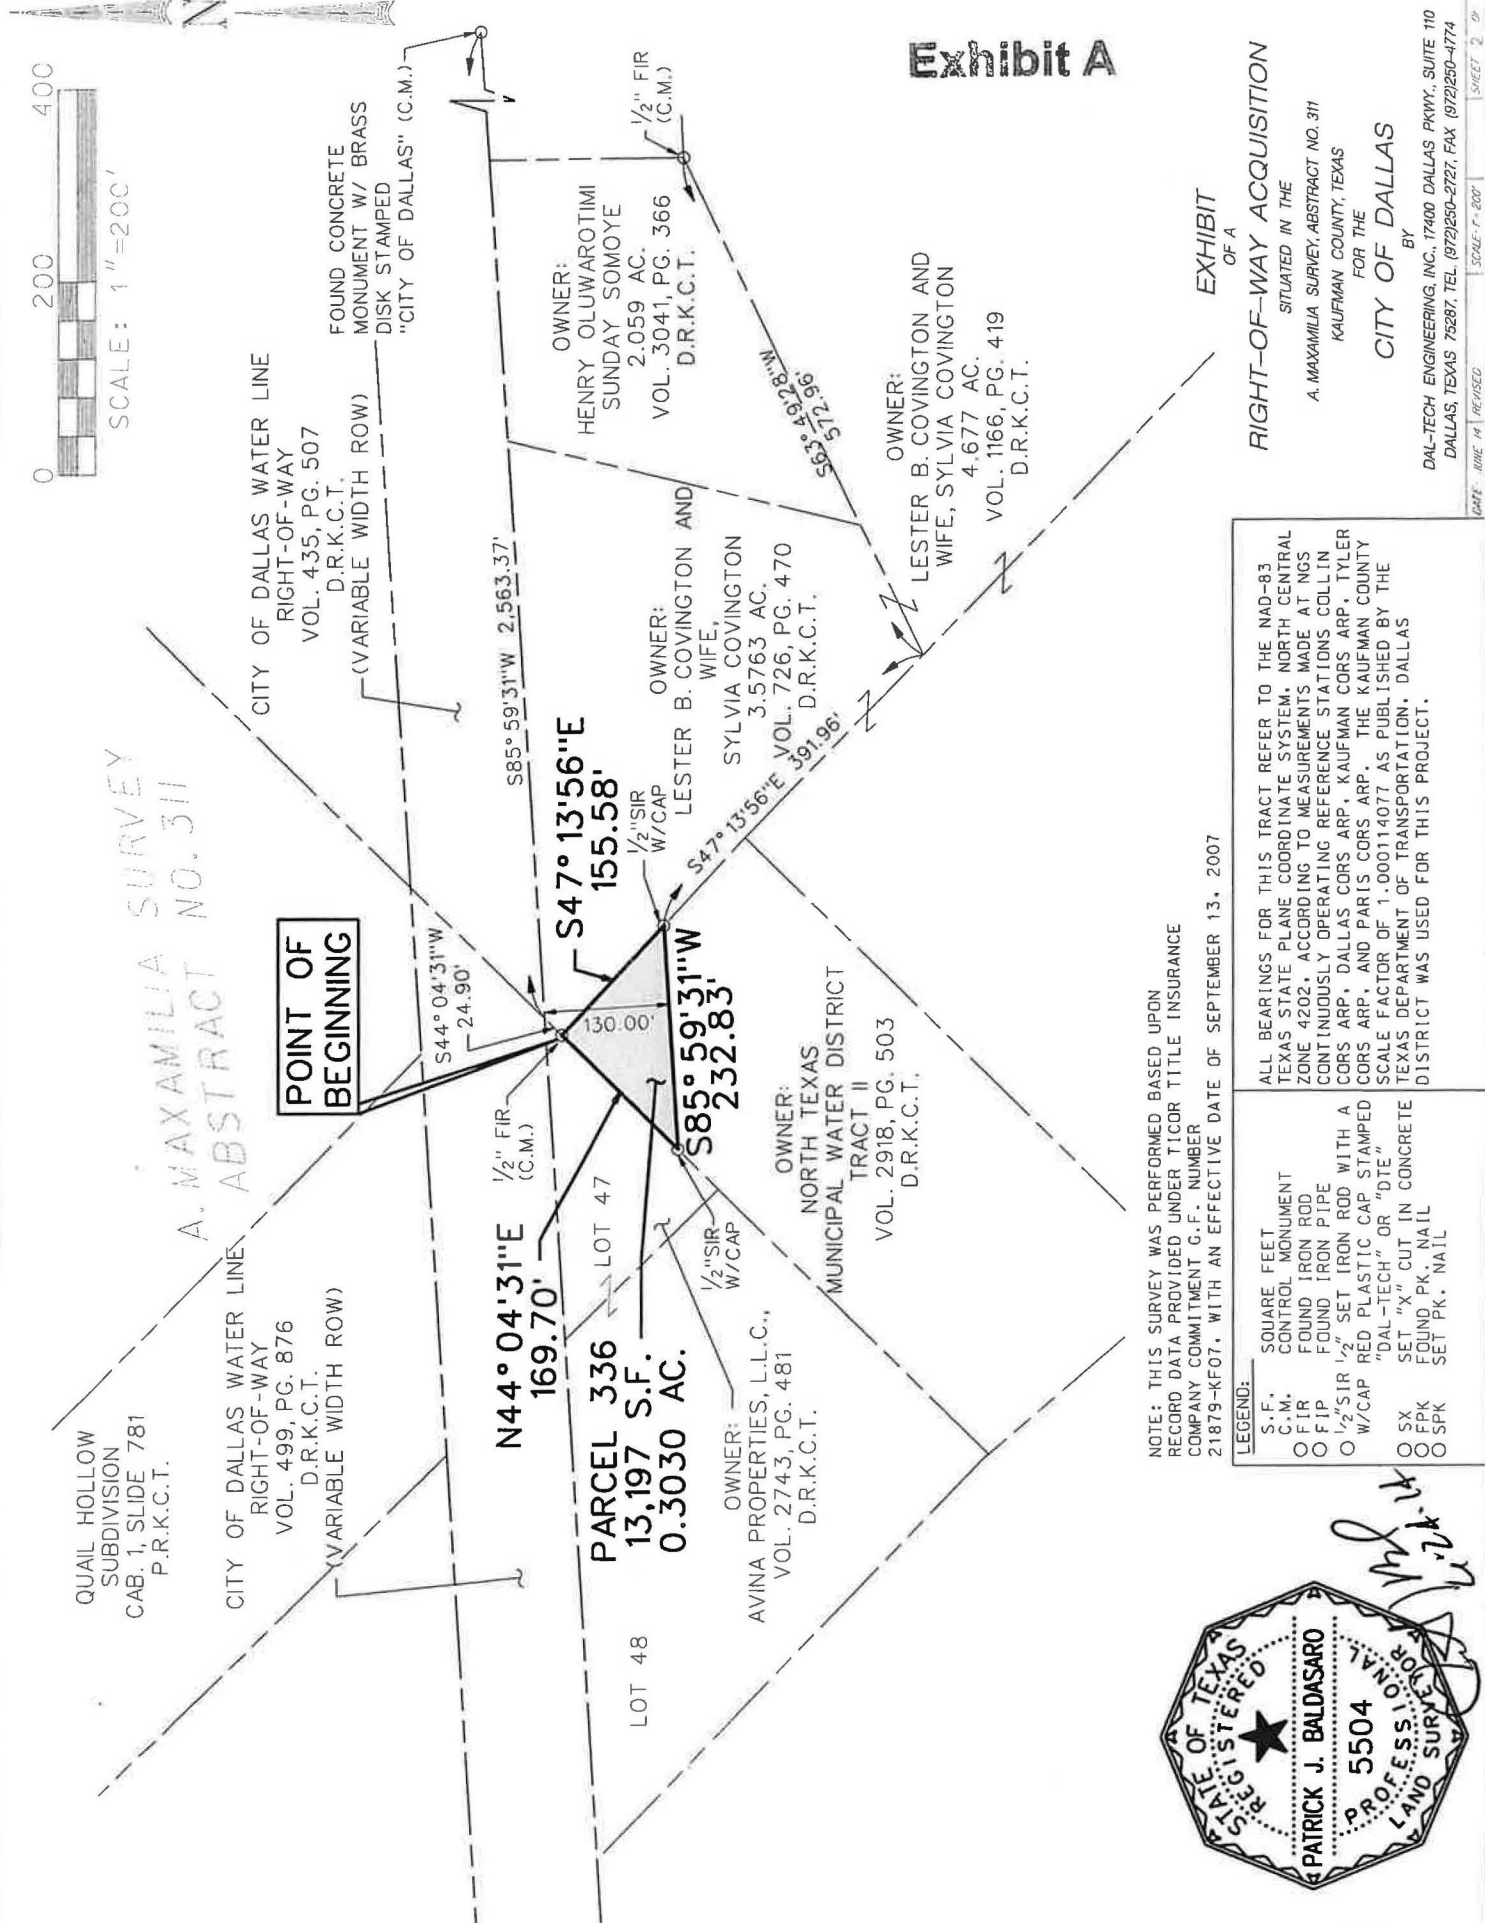 Exhibit A
N
0 200 400
SCALE: 1"=200'
A. MAXAMILIA SURVEY
ABSTRACT NO. 311
QUAIL HOLLOW
SUBDIVISION
CAB. 1, SLIDE 781
P.R.K.C.T.
CITY OF DALLAS WATER LINE
RIGHT-OF-WAY
VOL. 499, PG. 876
D.R.K.C.T.
(VARIABLE WIDTH ROW)
CITY OF DALLAS WATER LINE
RIGHT-OF-WAY
VOL. 435, PG. 507
D.R.K.C.T.
(VARIABLE WIDTH ROW)
FOUND CONCRETE
MONUMENT W/ BRASS
DISK STAMPED
"CITY OF DALLAS" (C.M.)
POINT OF
BEGINNING
S44°04'31"W
24.90'
S85°59'31"W 2,563.37'
1/2" FIR
(C.M.)
N44°04'31"E
169.70'
S47°13'56"E
155.58'
130.00'
S85°59'31"W
232.83'
1/2"SIR
W/CAP
1/2"SIR
W/CAP
S47°13'56"E 391.96'
S63°49'28"W
572.96'
1/2" FIR
(C.M.)
LOT 47
LOT 48
PARCEL 336
13,197 S.F.
0.3030 AC.
OWNER:
AVINA PROPERTIES, L.L.C.,
VOL. 2743, PG. 481
D.R.K.C.T.
OWNER:
NORTH TEXAS
MUNICIPAL WATER DISTRICT
TRACT II
VOL. 2918, PG. 503
D.R.K.C.T.
OWNER:
LESTER B. COVINGTON AND
WIFE,
SYLVIA COVINGTON
3.5763 AC.
VOL. 726, PG. 470
D.R.K.C.T.
OWNER:
HENRY OLUWAROTIMI
SUNDAY SOMOYE
2.059 AC.
VOL. 3041, PG. 366
D.R.K.C.T.
OWNER:
LESTER B. COVINGTON AND
WIFE, SYLVIA COVINGTON
4.677 AC.
VOL. 1166, PG. 419
D.R.K.C.T.
NOTE: THIS SURVEY WAS PERFORMED BASED UPON
RECORD DATA PROVIDED UNDER TICOR TITLE INSURANCE
COMPANY COMMITMENT G.F. NUMBER
21879-KF07, WITH AN EFFECTIVE DATE OF SEPTEMBER 13, 2007
LEGEND:
S.F. SQUARE FEET
C.M. CONTROL MONUMENT
FIR FOUND IRON ROD
FIP FOUND IRON PIPE
1/2"SIR 1/2" SET IRON ROD WITH A
W/CAP RED PLASTIC CAP STAMPED
"DAL-TECH" OR "DTE"
SX SET "X" CUT IN CONCRETE
FPK FOUND PK. NAIL
SPK SET PK. NAIL
ALL BEARINGS FOR THIS TRACT REFER TO THE NAD-83
TEXAS STATE PLANE COORDINATE SYSTEM, NORTH CENTRAL
ZONE 4202, ACCORDING TO MEASUREMENTS MADE AT NGS
CONTINUOUSLY OPERATING REFERENCE STATIONS COLLIN
CORS ARP, DALLAS CORS ARP, KAUFMAN CORS ARP, TYLER
CORS ARP, AND PARIS CORS ARP. THE KAUFMAN COUNTY
SCALE FACTOR OF 1.000114077 AS PUBLISHED BY THE
TEXAS DEPARTMENT OF TRANSPORTATION, DALLAS
DISTRICT WAS USED FOR THIS PROJECT.
EXHIBIT
OF A
RIGHT-OF-WAY ACQUISITION
SITUATED IN THE
A. MAXAMILIA SURVEY, ABSTRACT NO. 311
KAUFMAN COUNTY, TEXAS
FOR THE
CITY OF DALLAS
BY
DAL-TECH ENGINEERING, INC., 17400 DALLAS PKWY., SUITE 110
DALLAS, TEXAS 75287, TEL. (972)250-2727, FAX (972)250-4774
DATE: JUNE 14 REVISED SCALE: 1"=200' SHEET 2 OF
STATE OF TEXAS
REGISTERED
PATRICK J. BALDASARO
5504
PROFESSIONAL
LAND SURVEYOR